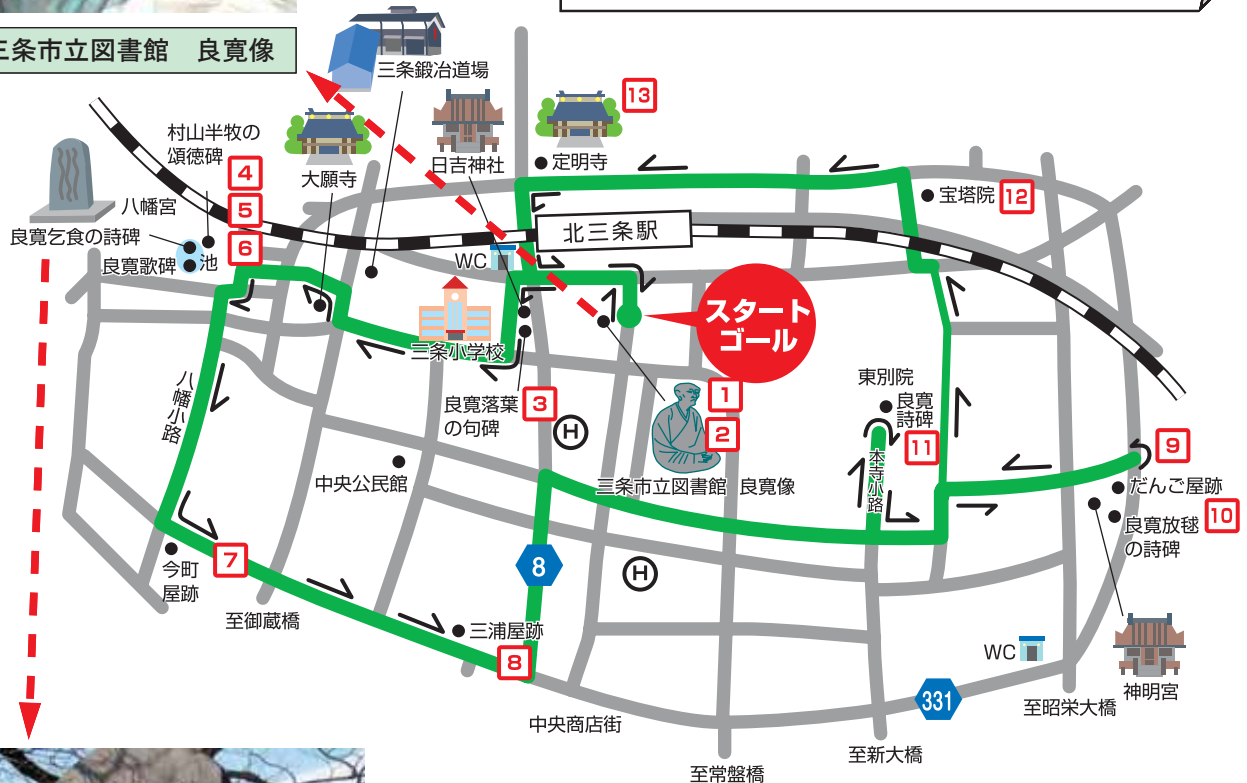 三条市立図書館　良寛像
三条鍛冶道場
日吉神社
13
定明寺
村山半牧の
頌徳碑
4
大願寺
八幡宮
5
良寛乞食の詩碑
6
良寛歌碑
池
宝塔院
12
北三条駅
WC
スタート
ゴール
三条小学校
八幡小路
良寛落葉
の句碑
3
H
1
2
三条市立図書館 良寛像
東別院
良寛
詩碑
11
本寺小路
9
だんご屋跡
10
良寛放毬
の詩碑
中央公民館
7
今町
屋跡
8
H
至御蔵橋
三浦屋跡
8
WC
神明宮
331
至昭栄大橋
中央商店街
至新大橋
至常盤橋